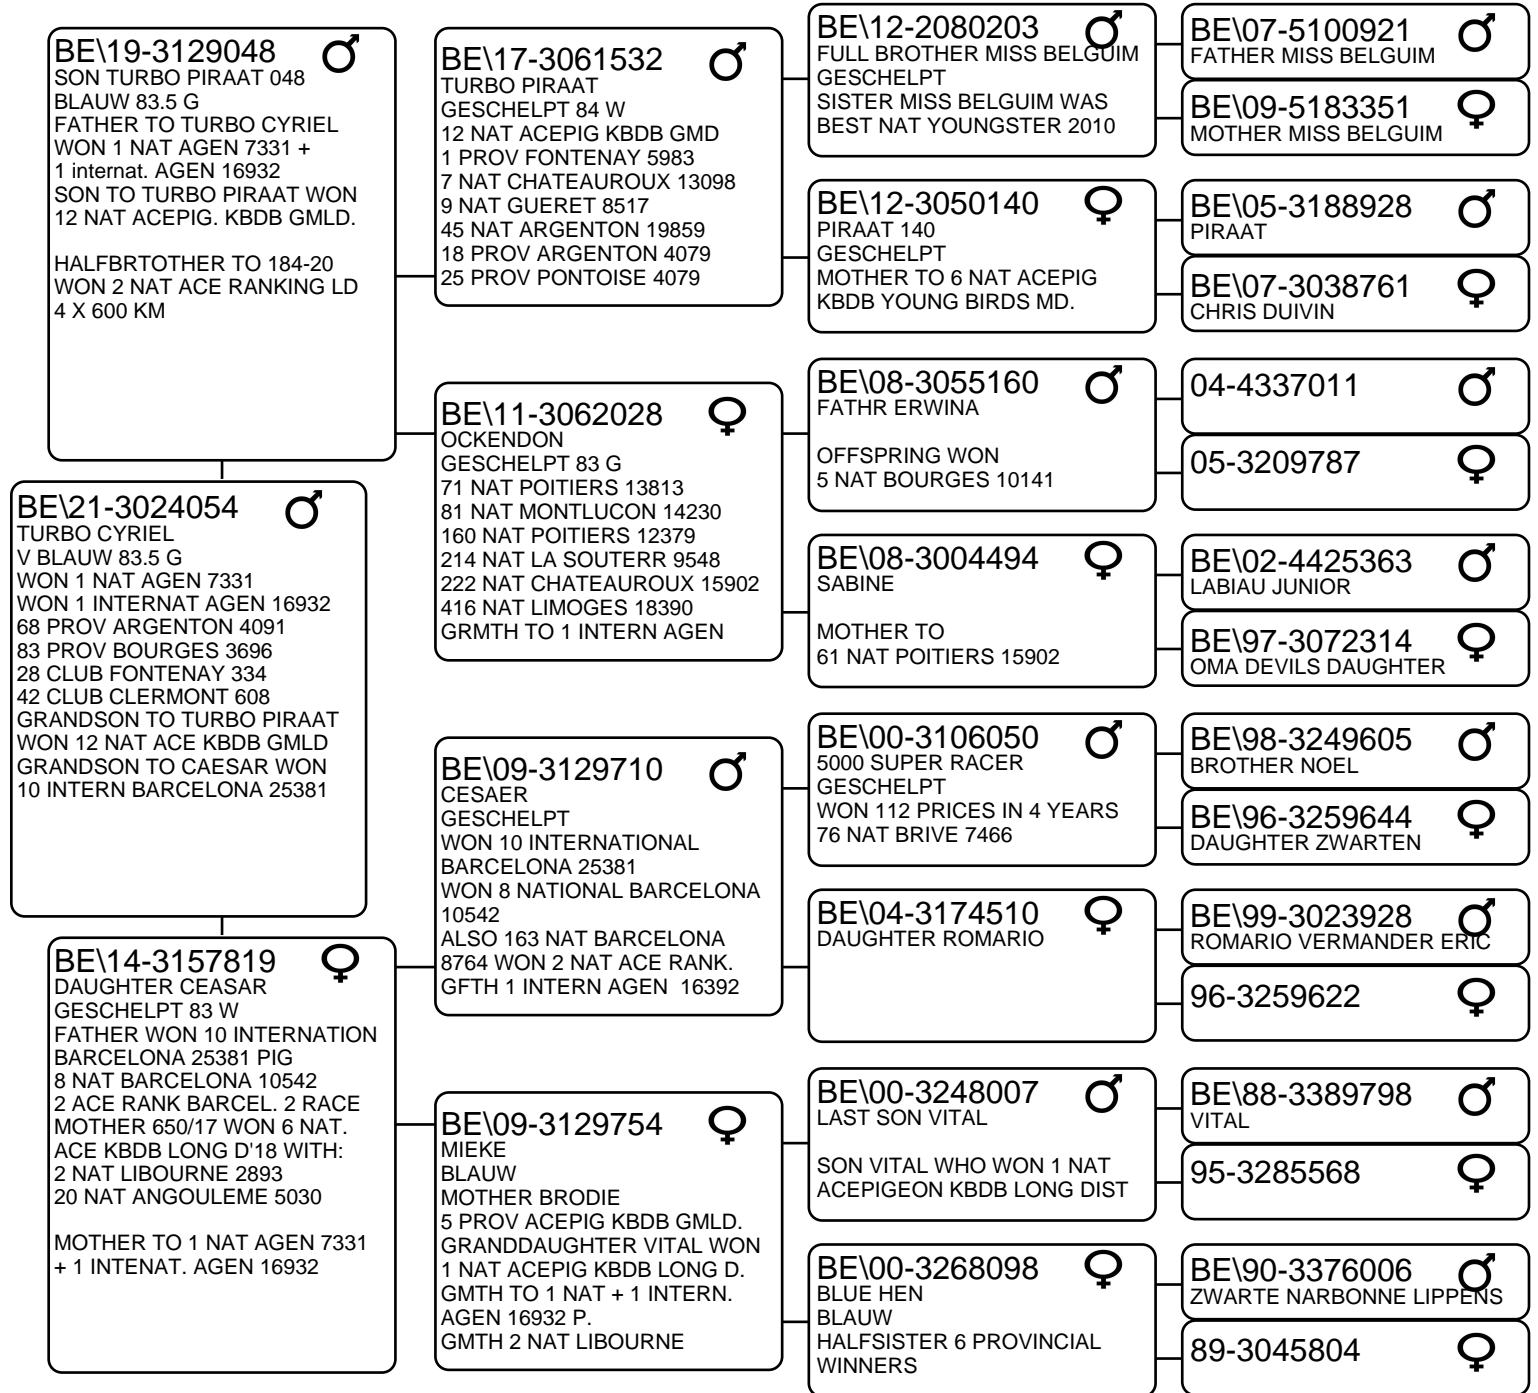 BE\19-3129048 ♂
SON TURBO PIRAAT 048
BLAUW 83.5 G
FATHER TO TURBO CYRIEL
WON 1 NAT AGEN 7331 +
1 internat. AGEN 16932
SON TO TURBO PIRAAT WON
12 NAT ACEPIG. KBDB GMLD.
HALFBRTOTHER TO 184-20
WON 2 NAT ACE RANKING LD
4 X 600 KM
BE\21-3024054 ♂
TURBO CYRIEL
V BLAUW 83.5 G
WON 1 NAT AGEN 7331
WON 1 INTERNAT AGEN 16932
68 PROV ARGENTON 4091
83 PROV BOURGES 3696
28 CLUB FONTENAY 334
42 CLUB CLERMONT 608
GRANDSON TO TURBO PIRAAT
WON 12 NAT ACE KBDB GMLD
GRANDSON TO CAESAR WON
10 INTERN BARCELONA 25381
BE\14-3157819 ♀
DAUGHTER CEASAR
GESCHELPT 83 W
FATHER WON 10 INTERNATION
BARCELONA 25381 PIG
8 NAT BARCELONA 10542
2 ACE RANK BARCEL. 2 RACE
MOTHER 650/17 WON 6 NAT.
ACE KBDB LONG D'18 WITH:
2 NAT LIBOURNE 2893
20 NAT ANGOULEME 5030
MOTHER TO 1 NAT AGEN 7331
+ 1 INTENAT. AGEN 16932
BE\17-3061532 ♂
TURBO PIRAAT
GESCHELPT 84 W
12 NAT ACEPIG KBDB GMD
1 PROV FONTENAY 5983
7 NAT CHATEAUROUX 13098
9 NAT GUERET 8517
45 NAT ARGENTON 19859
18 PROV ARGENTON 4079
25 PROV PONTOISE 4079
BE\11-3062028 ♀
OCKENDON
GESCHELPT 83 G
71 NAT POITIERS 13813
81 NAT MONTLUCON 14230
160 NAT POITIERS 12379
214 NAT LA SOUTERR 9548
222 NAT CHATEAUROUX 15902
416 NAT LIMOGES 18390
GRMTH TO 1 INTERN AGEN
BE\09-3129710 ♂
CESAER
GESCHELPT
WON 10 INTERNATIONAL
BARCELONA 25381
WON 8 NATIONAL BARCELONA
10542
ALSO 163 NAT BARCELONA
8764 WON 2 NAT ACE RANK.
GFTH 1 INTERN AGEN 16392
BE\09-3129754 ♀
MIEKE
BLAUW
MOTHER BRODIE
5 PROV ACEPIG KBDB GMLD.
GRANDDAUGHTER VITAL WON
1 NAT ACEPIG KBDB LONG D.
GMTH TO 1 NAT + 1 INTERN.
AGEN 16932 P.
GMTH 2 NAT LIBOURNE
BE\12-2080203 ♂
FULL BROTHER MISS BELGUIM
GESCHELPT
SISTER MISS BELGUIM WAS
BEST NAT YOUNGSTER 2010
BE\12-3050140 ♀
PIRAAT 140
GESCHELPT
MOTHER TO 6 NAT ACEPIG
KBDB YOUNG BIRDS MD.
BE\08-3055160 ♂
FATHR ERWINA
OFFSPRING WON
5 NAT BOURGES 10141
BE\08-3004494 ♀
SABINE
MOTHER TO
61 NAT POITIERS 15902
BE\00-3106050 ♂
5000 SUPER RACER
GESCHELPT
WON 112 PRICES IN 4 YEARS
76 NAT BRIVE 7466
BE\04-3174510 ♀
DAUGHTER ROMARIO
BE\00-3248007 ♂
LAST SON VITAL
SON VITAL WHO WON 1 NAT
ACEPIGEON KBDB LONG DIST
BE\00-3268098 ♀
BLUE HEN
BLAUW
HALFSISTER 6 PROVINCIAL
WINNERS
BE\07-5100921 ♂
FATHER MISS BELGUIM
BE\09-5183351 ♀
MOTHER MISS BELGUIM
BE\05-3188928 ♂
PIRAAT
BE\07-3038761 ♀
CHRIS DUIVIN
04-4337011 ♂
05-3209787 ♀
BE\02-4425363 ♂
LABIAU JUNIOR
BE\97-3072314 ♀
OMA DEVILS DAUGHTER
BE\98-3249605 ♂
BROTHER NOEL
BE\96-3259644 ♀
DAUGHTER ZWARTEN
BE\99-3023928 ♂
ROMARIO VERMANDER ERIC
96-3259622 ♀
BE\88-3389798 ♂
VITAL
95-3285568 ♀
BE\90-3376006 ♂
ZWARTE NARBONNE LIPPENS
89-3045804 ♀